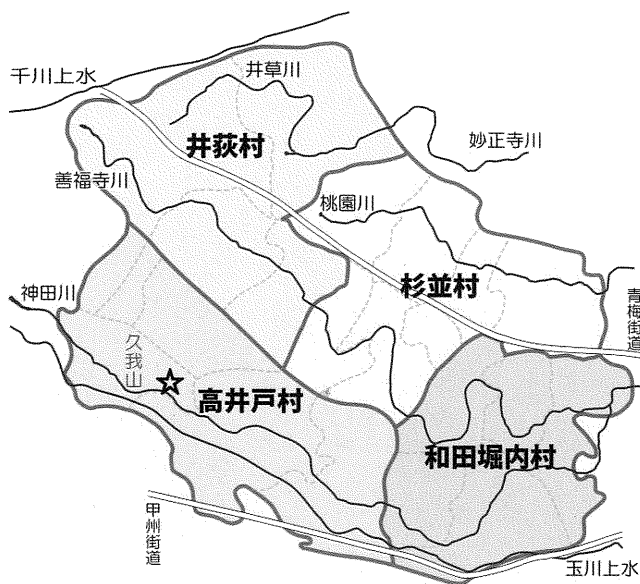 千川上水
井草川
井荻村
妙正寺川
善福寺川
桃園川
杉並村
神田川
青梅街道
久我山
高井戸村
和田堀内村
甲州街道
玉川上水